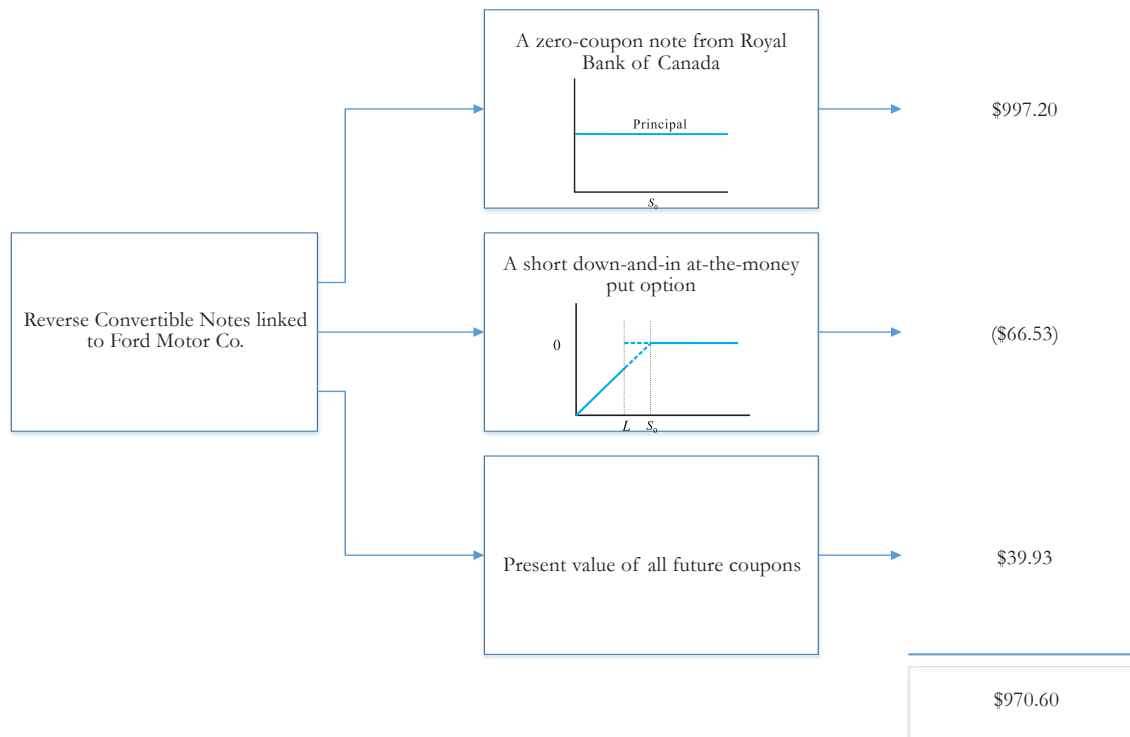 A zero-coupon note from Royal
Bank of Canada
Principal
S₀
$997.20
Reverse Convertible Notes linked
to Ford Motor Co.
A short down-and-in at-the-money
put option
0
L S₀
($66.53)
Present value of all future coupons
$39.93
$970.60